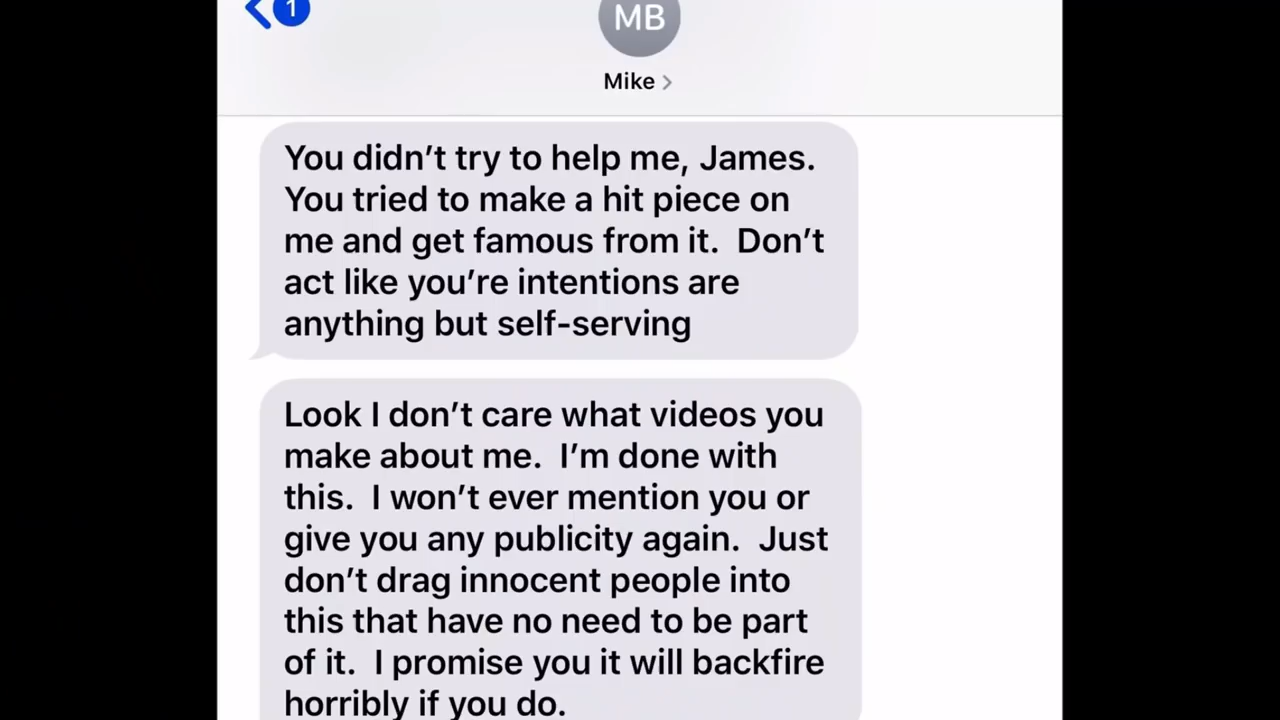 1
MB
Mike
You didn’t try to help me, James.
You tried to make a hit piece on
me and get famous from it.  Don’t
act like you’re intentions are
anything but self-serving
Look I don’t care what videos you
make about me.  I’m done with
this.  I won’t ever mention you or
give you any publicity again.  Just
don’t drag innocent people into
this that have no need to be part
of it.  I promise you it will backfire
horribly if you do.